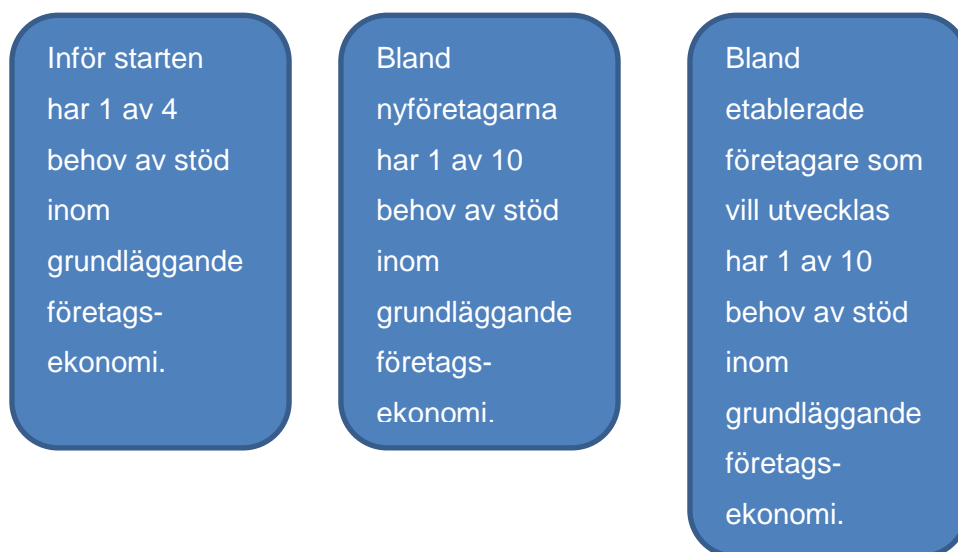 Inför starten
har 1 av 4
behov av stöd
inom
grundläggande
företags-
ekonomi.
Bland
nyföretagarna
har 1 av 10
behov av stöd
inom
grundläggande
företags-
ekonomi.
Bland
etablerade
företagare som
vill utvecklas
har 1 av 10
behov av stöd
inom
grundläggande
företags-
ekonomi.